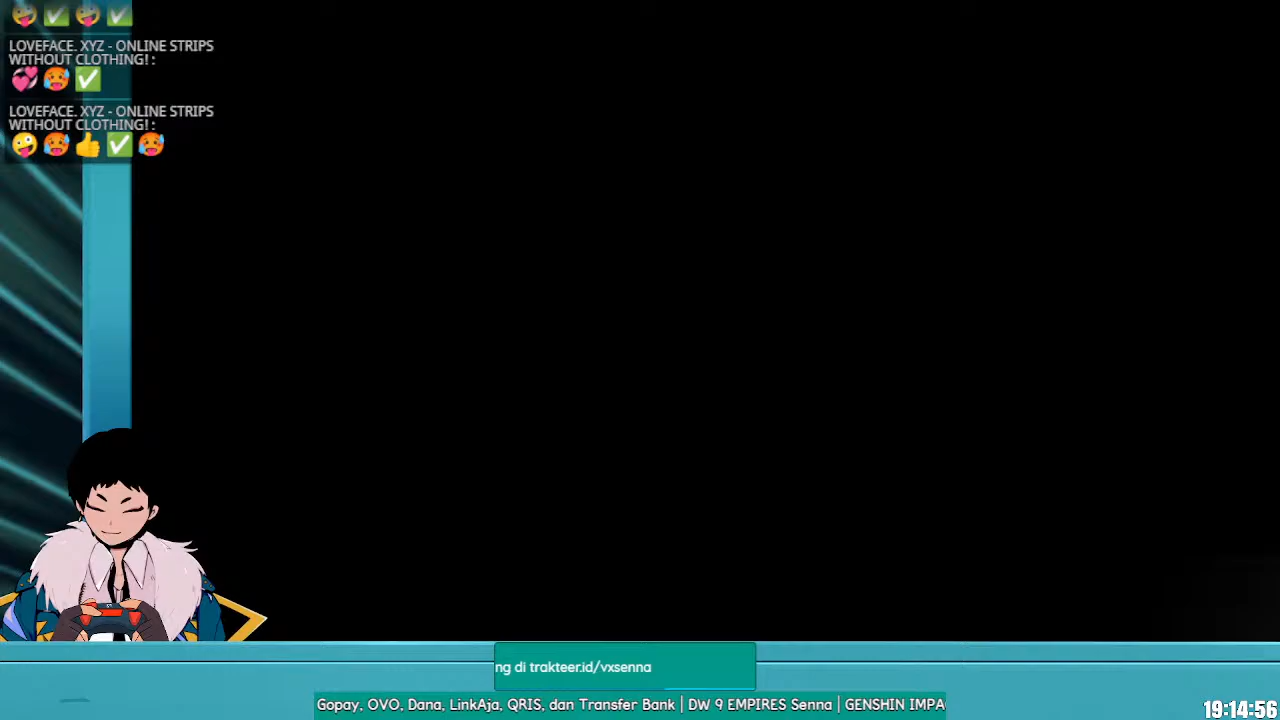 🤪 ✅ 🤪 ✅
LOVEFACE. XYZ - ONLINE STRIPS
WITHOUT CLOTHING! :
💞 🥵 ✅
LOVEFACE. XYZ - ONLINE STRIPS
WITHOUT CLOTHING! :
🤪 🥵 👍 ✅ 🥵
ng di trakteer.id/vxsenna
Gopay, OVO, Dana, LinkAja, QRIS, dan Transfer Bank | DW 9 EMPIRES Senna | GENSHIN IMPA
19:14:56